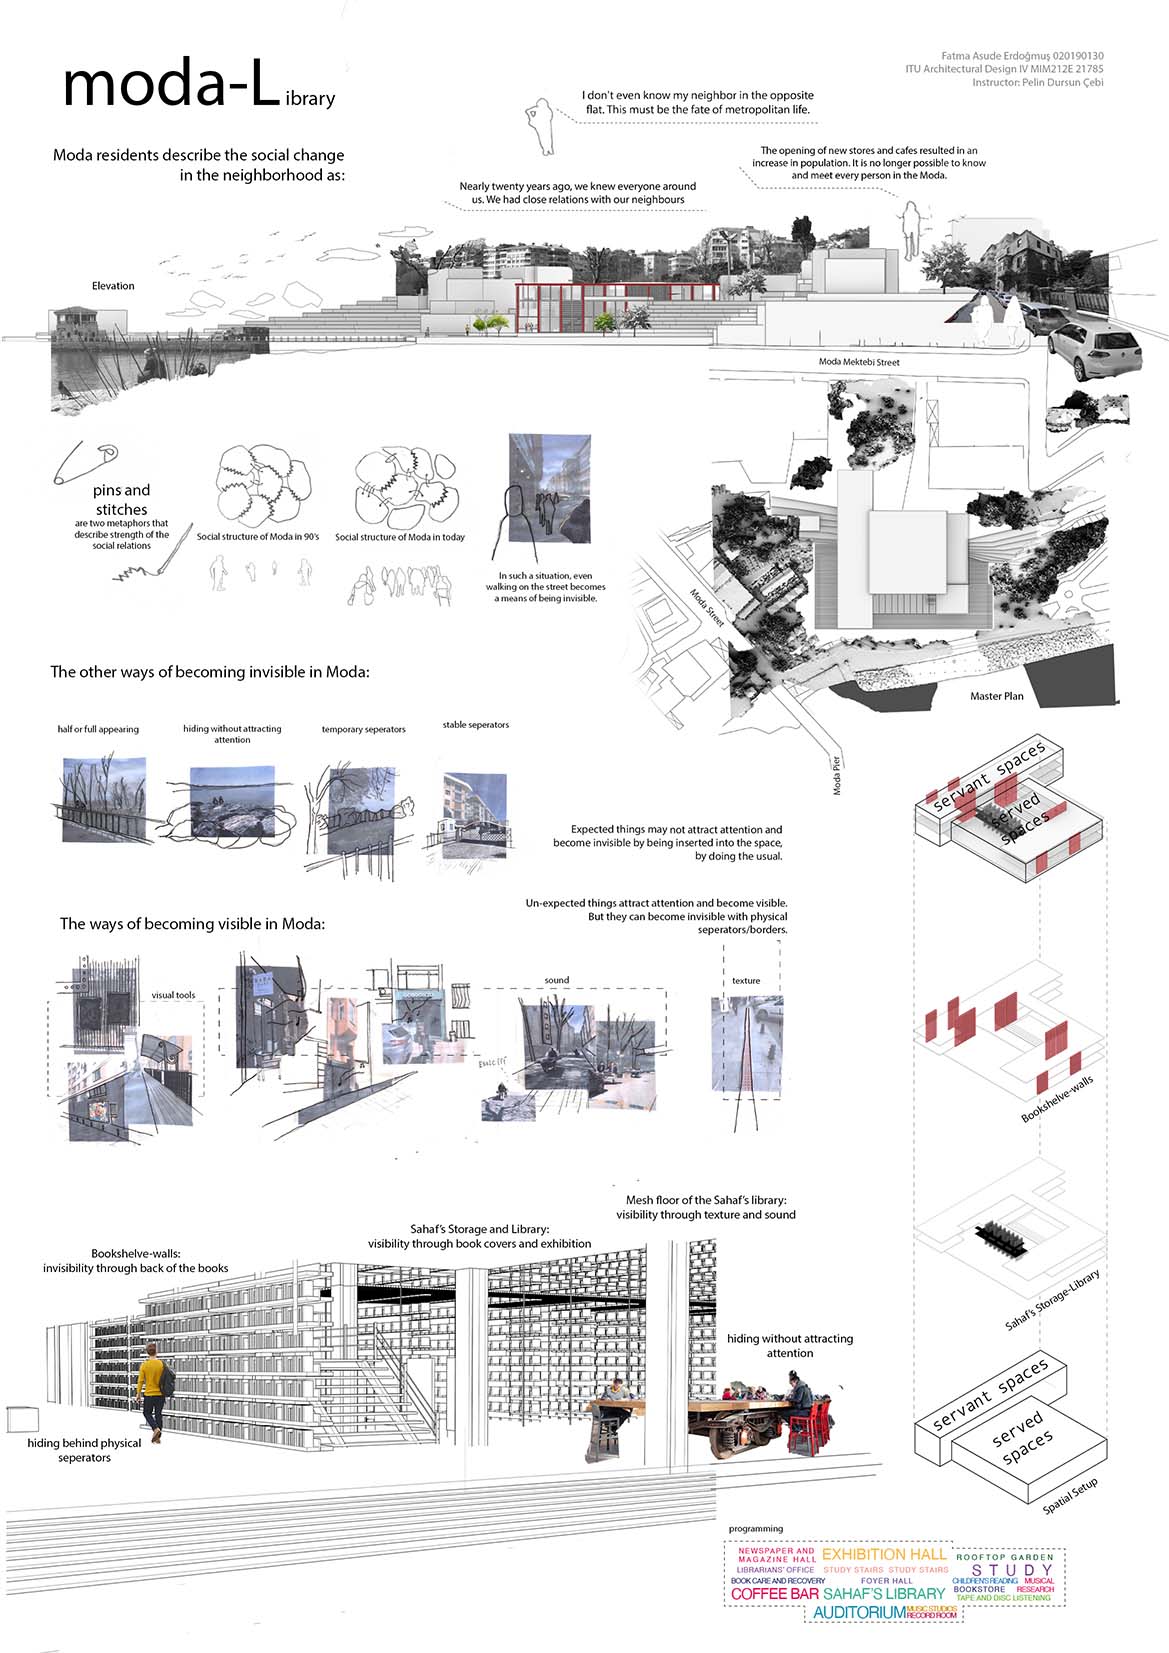 moda-Library
Fatma Asude Erdoğmuş 020190130
ITU Architectural Design IV MIM212E 21785
Instructor: Pelin Dursun Çebi
Moda residents describe the social change
in the neighborhood as:
I don't even know my neighbor in the opposite
flat. This must be the fate of metropolitan life.
The opening of new stores and cafes resulted in an
increase in population. It is no longer possible to know
and meet every person in the Moda.
Nearly twenty years ago, we knew everyone around
us. We had close relations with our neighbours
Elevation
Moda Mektebi Street
pins and
stitches
are two metaphors that
describe strength of the
social relations
Social structure of Moda in 90's
Social structure of Moda in today
In such a situation, even
walking on the street becomes
a means of being invisible.
Moda Street
Master Plan
Moda Pier
The other ways of becoming invisible in Moda:
half or full appearing
hiding without attracting
attention
temporary seperators
stable seperators
Expected things may not attract attention and
become invisible by being inserted into the space,
by doing the usual.
Un-expected things attract attention and become visible.
But they can become invisible with physical
seperators/borders.
The ways of becoming visible in Moda:
visual tools
sound
texture
servant spaces
served
spaces
Bookshelve-walls
Sahaf's Storage-Library
servant spaces
served
spaces
Spatial Setup
Mesh floor of the Sahaf's library:
visibility through texture and sound
Sahaf's Storage and Library:
visibility through book covers and exhibition
Bookshelve-walls:
invisibility through back of the books
hiding without attracting
attention
hiding behind physical
seperators
programming
NEWSPAPER AND
MAGAZINE HALL
EXHIBITION HALL
ROOFTOP GARDEN
LIBRARIANS' OFFICE
STUDY STAIRS STUDY STAIRS
STUDY
BOOK CARE AND RECOVERY
FOYER HALL
CHILDREN'S READING
MUSICAL
RESEARCH
COFFEE BAR
SAHAF'S LIBRARY
BOOKSTORE
TAPE AND DISC LISTENING
AUDITORIUM
MUSIC STUDIOS
RECORD ROOM